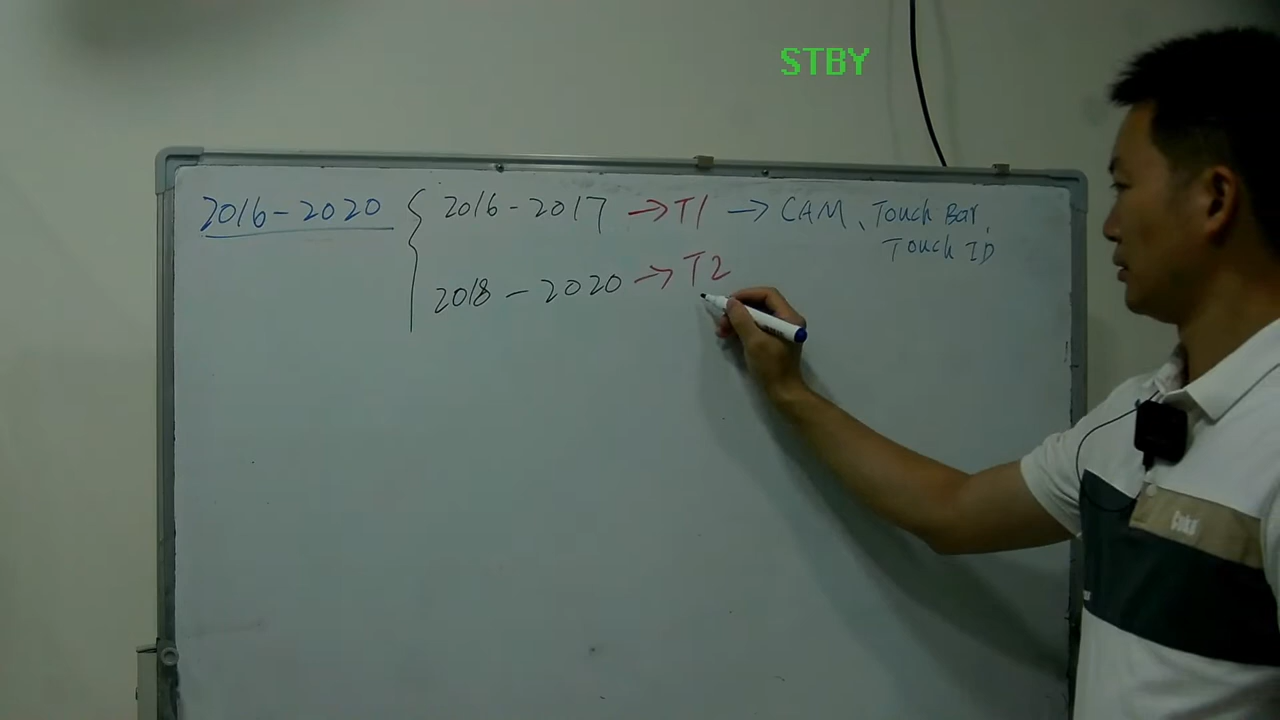 STBY
2016-2020 { 2016-2017 → T1 → CAM、Touch Bar,
Touch ID
2018-2020 → T2